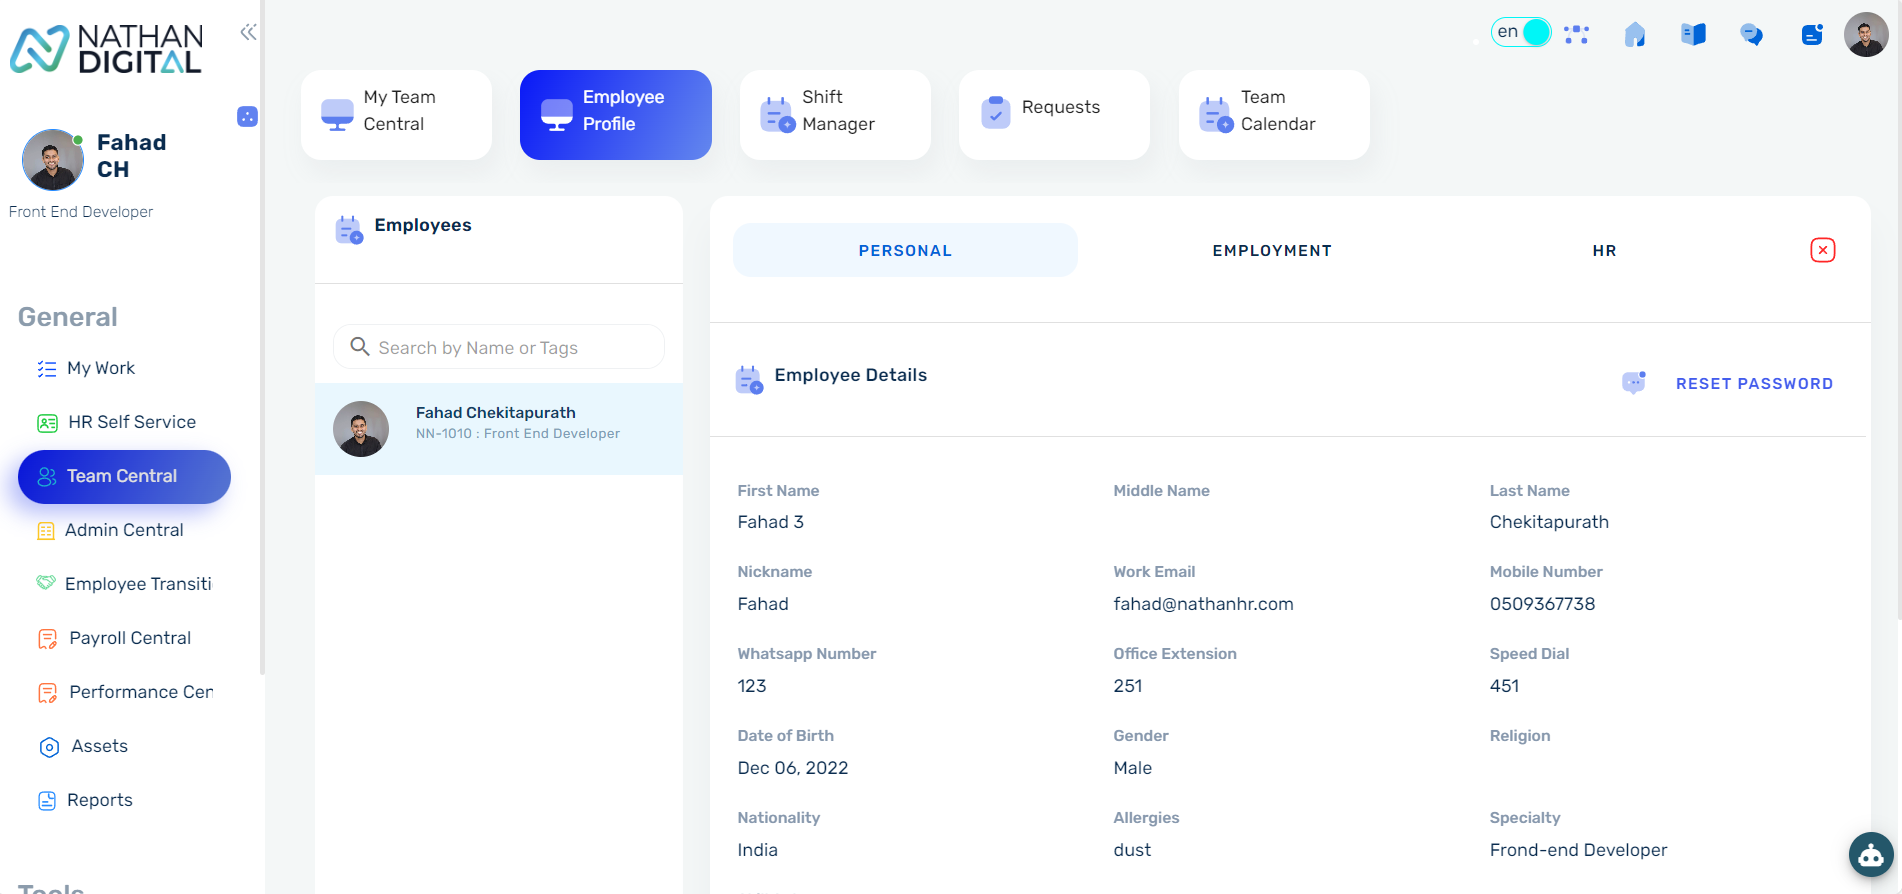 NATHAN
DIGITAL
Fahad
CH
Front End Developer
General
My Work
HR Self Service
Team Central
Admin Central
Employee Transiti
Payroll Central
Performance Cen
Assets
Reports
Tools
en
My Team
Central
Employee
Profile
Shift
Manager
Requests
Team
Calendar
Employees
Search by Name or Tags
Fahad Chekitapurath
NN-1010 : Front End Developer
PERSONAL
EMPLOYMENT
HR
Employee Details
RESET PASSWORD
First Name
Fahad 3
Middle Name
Last Name
Chekitapurath
Nickname
Fahad
Work Email
fahad@nathanhr.com
Mobile Number
0509367738
Whatsapp Number
123
Office Extension
251
Speed Dial
451
Date of Birth
Dec 06, 2022
Gender
Male
Religion
Nationality
India
Allergies
dust
Specialty
Frond-end Developer